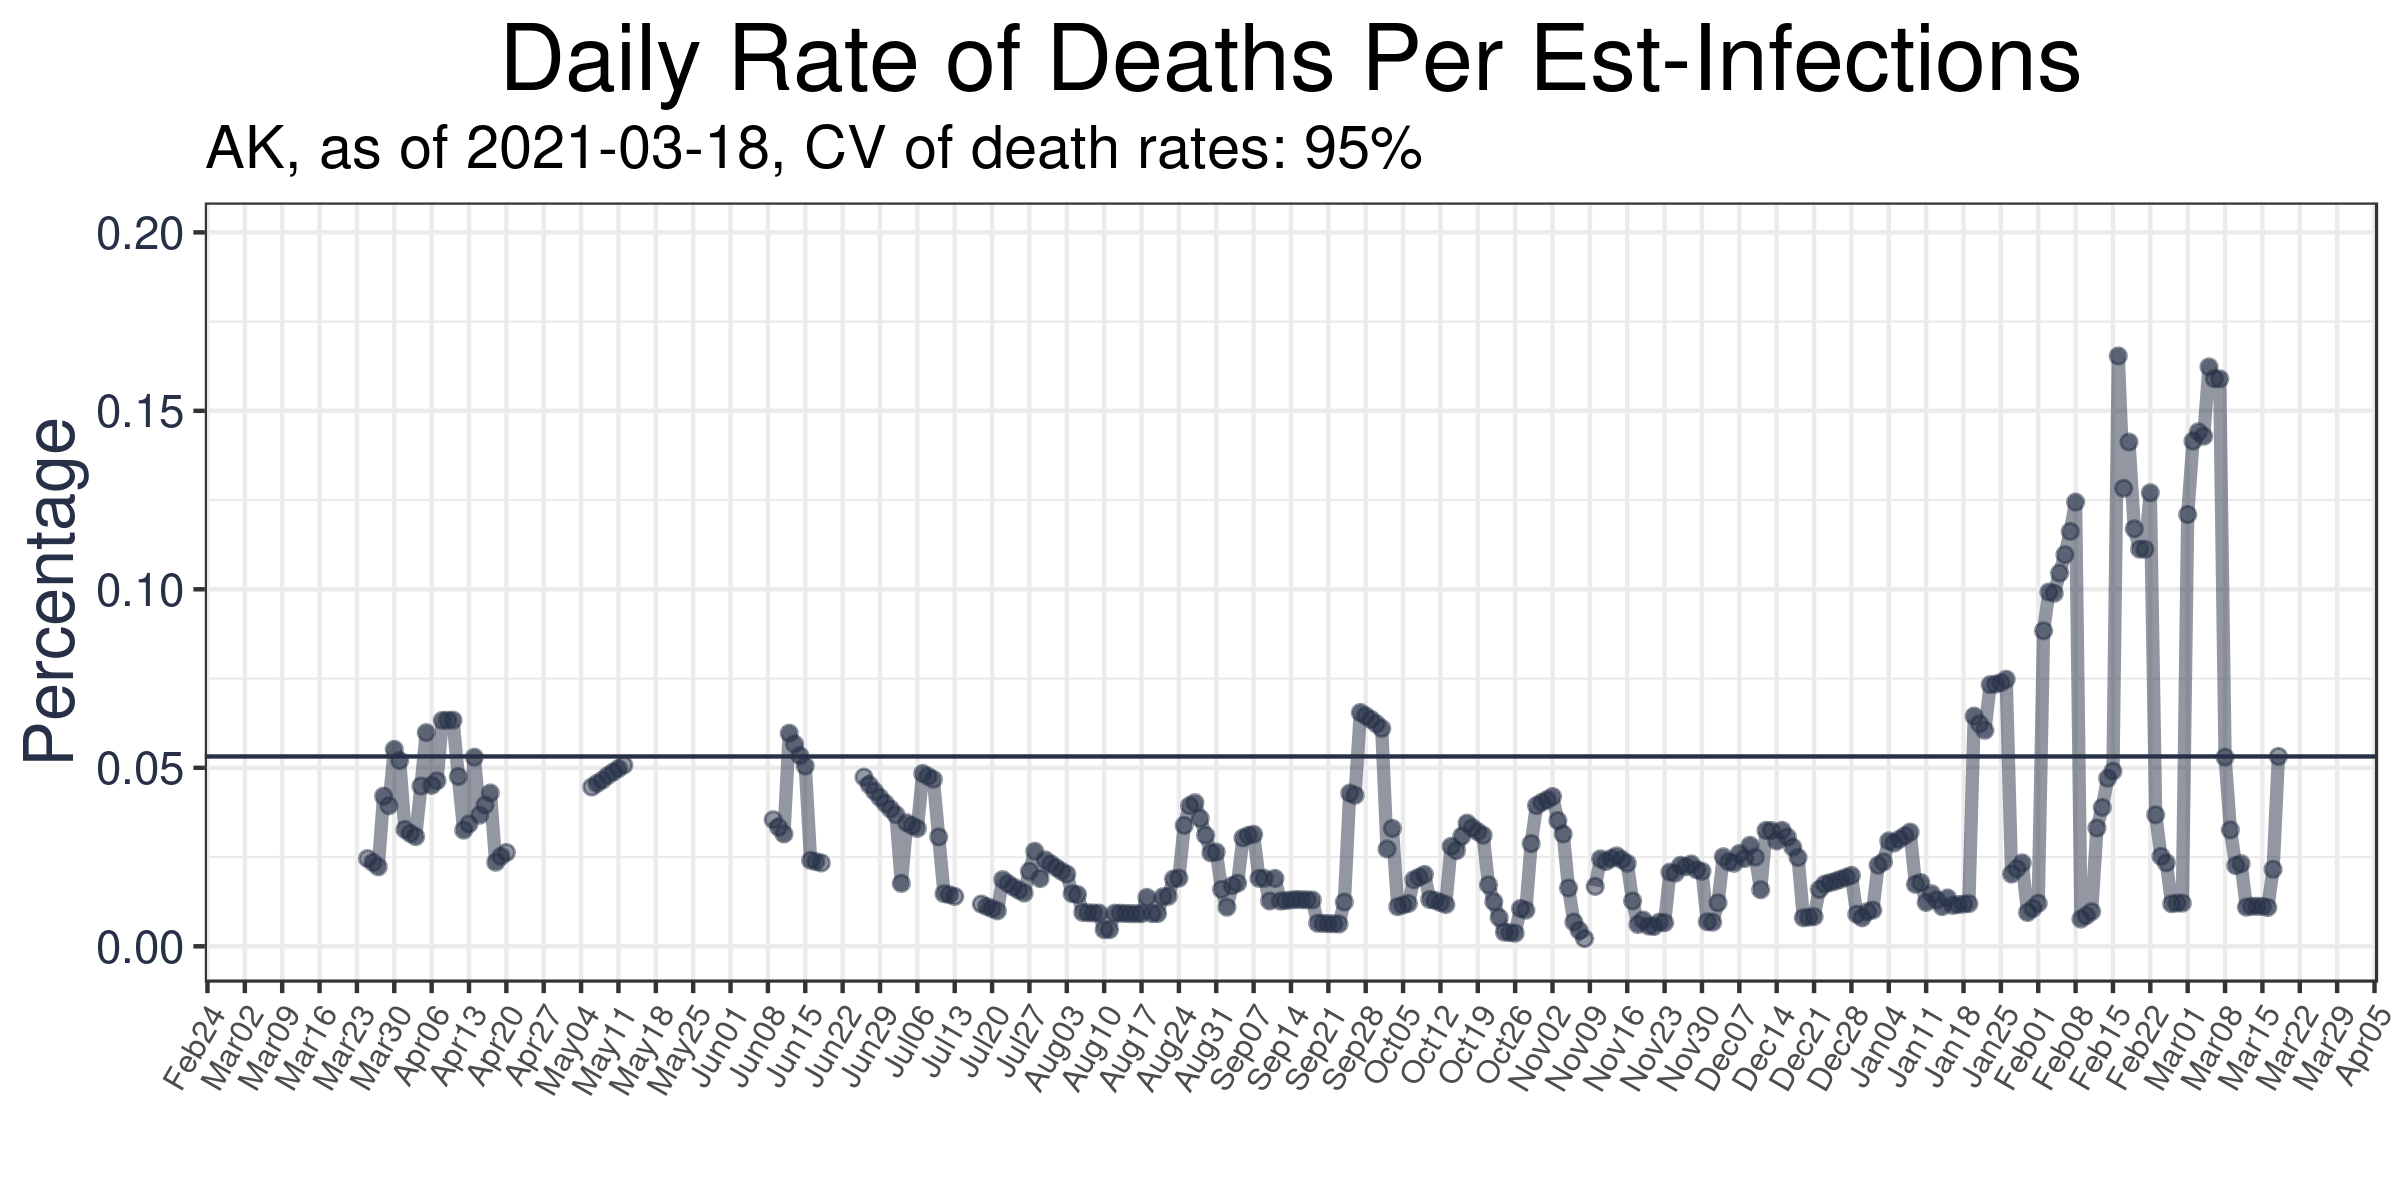 Daily Rate of Deaths Per Est-Infections
AK, as of 2021-03-18, CV of death rates: 95%
Percentage
0.20
0.15
0.10
0.05
0.00
Feb24
Mar02
Mar09
Mar16
Mar23
Mar30
Apr06
Apr13
Apr20
Apr27
May04
May11
May18
May25
Jun01
Jun08
Jun15
Jun22
Jun29
Jul06
Jul13
Jul20
Jul27
Aug03
Aug10
Aug17
Aug24
Aug31
Sep07
Sep14
Sep21
Sep28
Oct05
Oct12
Oct19
Oct26
Nov02
Nov09
Nov16
Nov23
Nov30
Dec07
Dec14
Dec21
Dec28
Jan04
Jan11
Jan18
Jan25
Feb01
Feb08
Feb15
Feb22
Mar01
Mar08
Mar15
Mar22
Mar29
Apr05